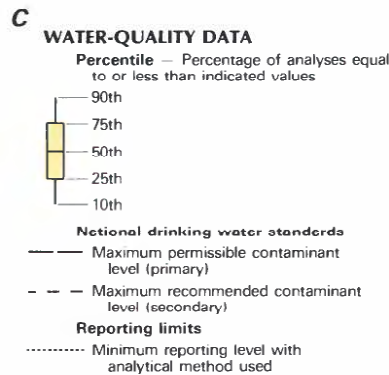 C
WATER-QUALITY DATA
Percentile — Percentage of analyses equal
to or less than indicated values
90th
75th
50th
25th
10th
National drinking water standards
Maximum permissible contaminant
level (primary)
Maximum recommended contaminant
level (secondary)
Reporting limits
Minimum reporting level with
analytical method used